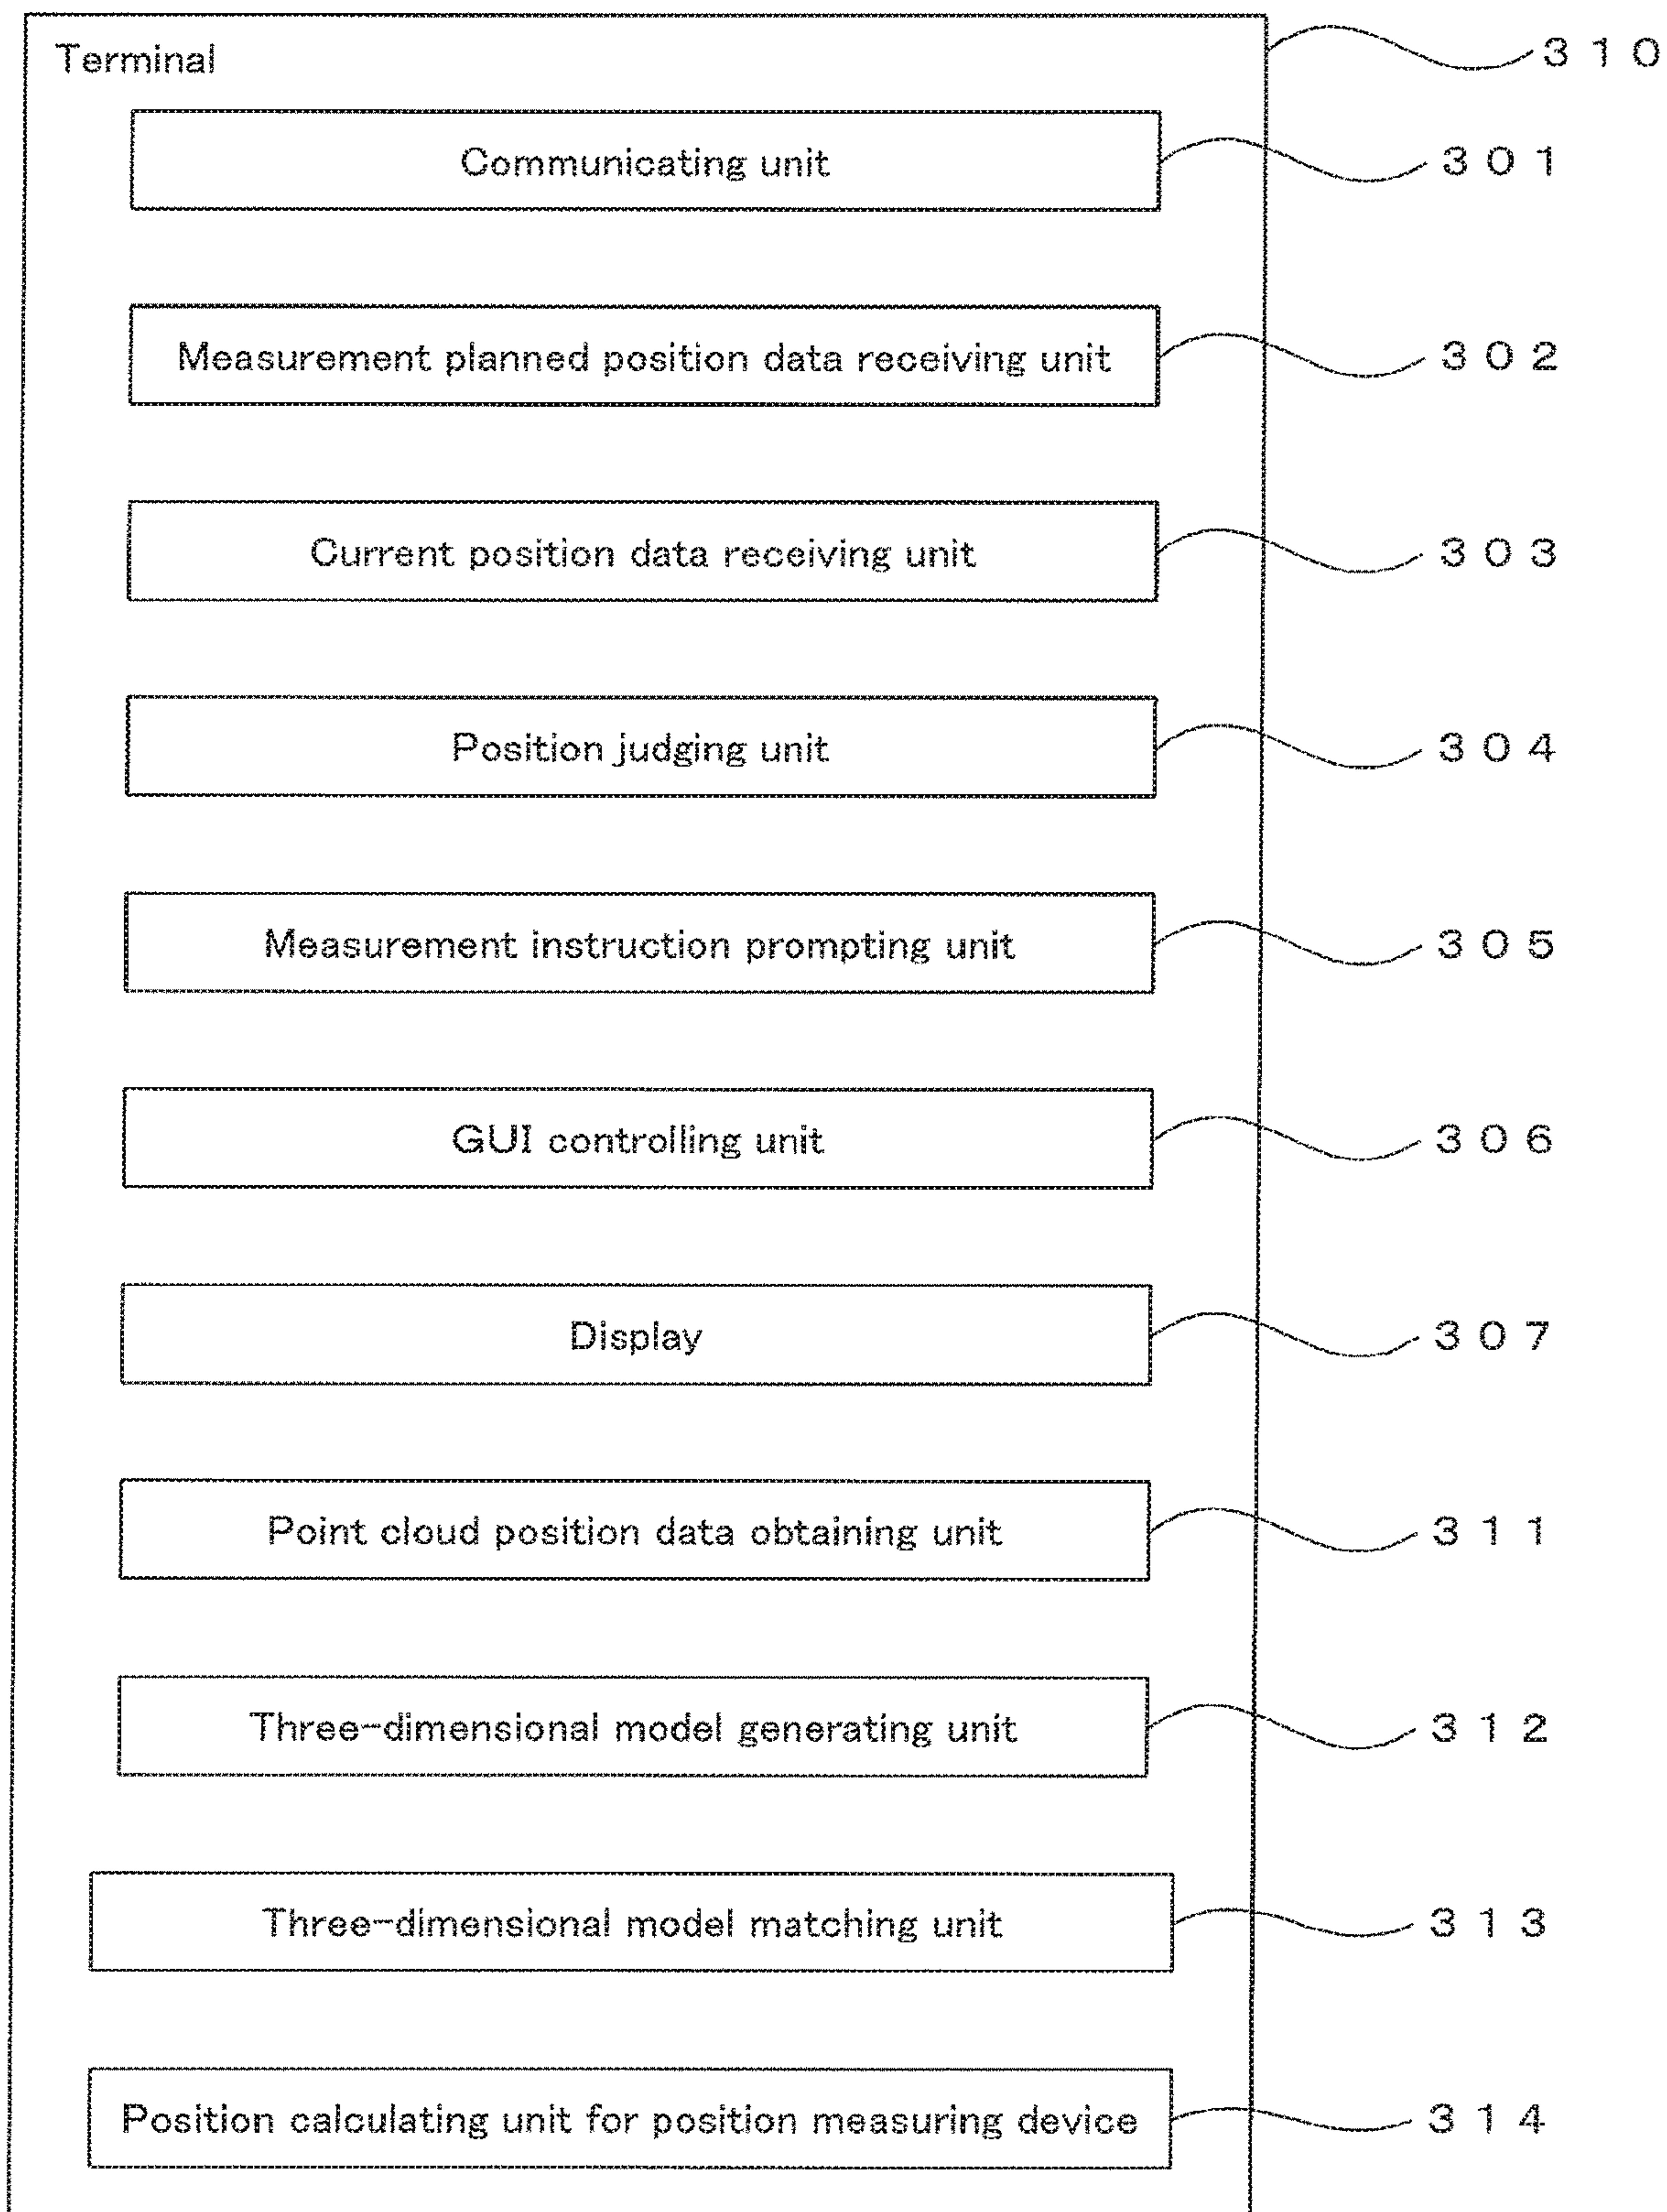 Terminal 310
Communicating unit 301
Measurement planned position data receiving unit 302
Current position data receiving unit 303
Position judging unit 304
Measurement instruction prompting unit 305
GUI controlling unit 306
Display 307
Point cloud position data obtaining unit 311
Three-dimensional model generating unit 312
Three-dimensional model matching unit 313
Position calculating unit for position measuring device 314